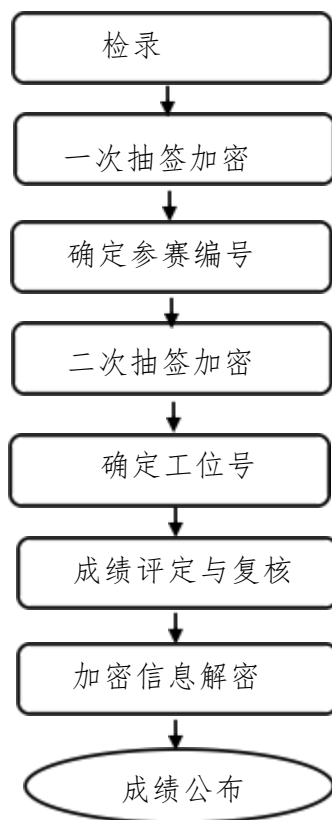 检录
一次抽签加密
确定参赛编号
二次抽签加密
确定工位号
成绩评定与复核
加密信息解密
成绩公布